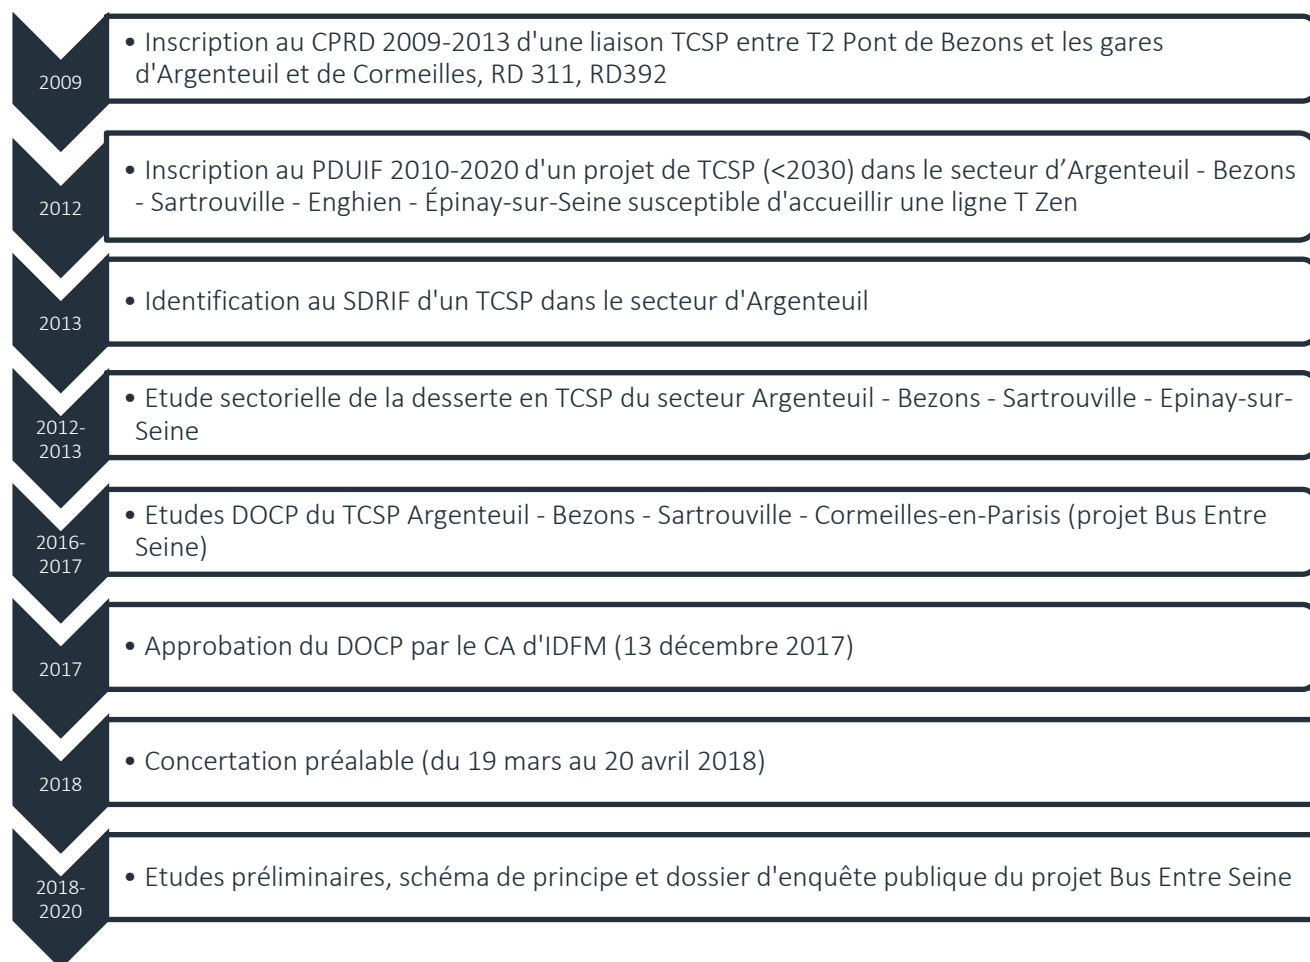 2009
• Inscription au CPRD 2009-2013 d'une liaison TCSP entre T2 Pont de Bezons et les gares
d'Argenteuil et de Cormeilles, RD 311, RD392
2012
• Inscription au PDUIF 2010-2020 d'un projet de TCSP (<2030) dans le secteur d’Argenteuil - Bezons
- Sartrouville - Enghien - Épinay-sur-Seine susceptible d'accueillir une ligne T Zen
2013
• Identification au SDRIF d'un TCSP dans le secteur d'Argenteuil
2012-
2013
• Etude sectorielle de la desserte en TCSP du secteur Argenteuil - Bezons - Sartrouville - Epinay-sur-
Seine
2016-
2017
• Etudes DOCP du TCSP Argenteuil - Bezons - Sartrouville - Cormeilles-en-Parisis (projet Bus Entre
Seine)
2017
• Approbation du DOCP par le CA d'IDFM (13 décembre 2017)
2018
• Concertation préalable (du 19 mars au 20 avril 2018)
2018-
2020
• Etudes préliminaires, schéma de principe et dossier d'enquête publique du projet Bus Entre Seine